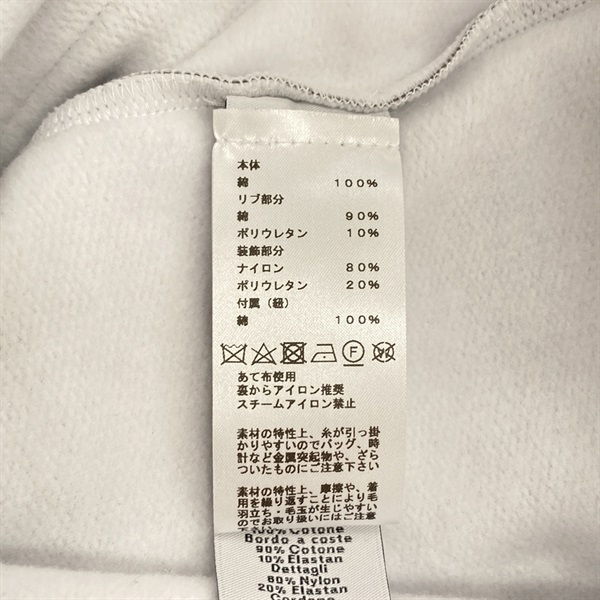 本体
綿 100%
リブ部分
綿 90%
ポリウレタン 10%
装飾部分
ナイロン 80%
ポリウレタン 20%
付属（紐）
綿 100%
F
あて布使用
裏からアイロン推奨
スチームアイロン禁止
素材の特性上、糸が引っ掛
かりやすいのでバッグ、時
計など金属突起物や、ざら
ついたものにご注意下さい
素材の特性上、摩擦や、着
用を繰り返すことにより毛
羽立ち・毛玉が生じやすい
のでお取り扱いにはご注意下
100% Cotone
Bordo a coste
90% Cotone
10% Elastan
Dettagli
80% Nylon
20% Elastan
Cordone